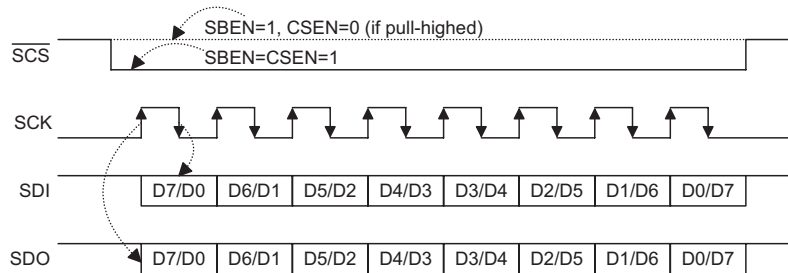 SBEN=1, CSEN=0 (if pull-highed)
SCS
SBEN=CSEN=1
SCK
SDI D7/D0 D6/D1 D5/D2 D4/D3 D3/D4 D2/D5 D1/D6 D0/D7
SDO D7/D0 D6/D1 D5/D2 D4/D3 D3/D4 D2/D5 D1/D6 D0/D7